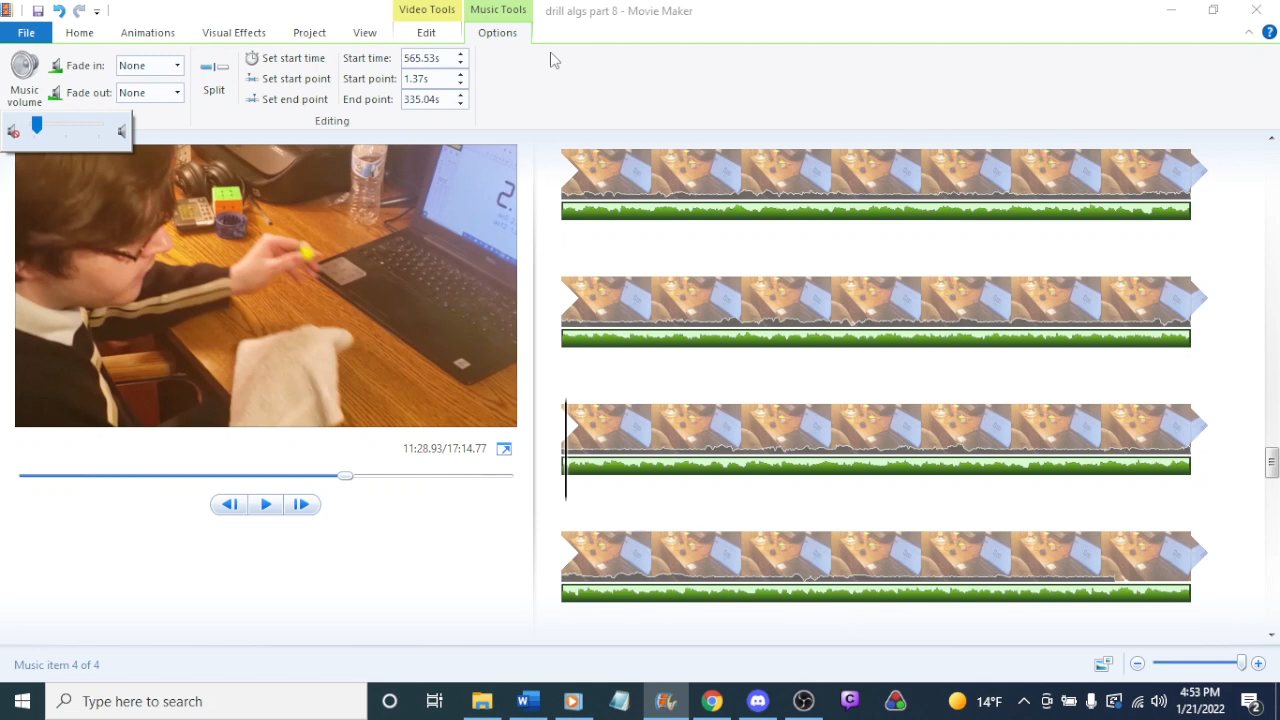 Video Tools
Music Tools
drill algs part 8 - Movie Maker
File
Home
Animations
Visual Effects
Project
View
Edit
Options
Music volume
Fade in:
None
Fade out:
None
Split
Set start time
Set start point
Set end point
Start time:
565.53s
Start point:
1.37s
End point:
335.04s
Editing
2.
11:28.93/17:14.77
Music item 4 of 4
Type here to search
14°F
4:53 PM
1/21/2022
2